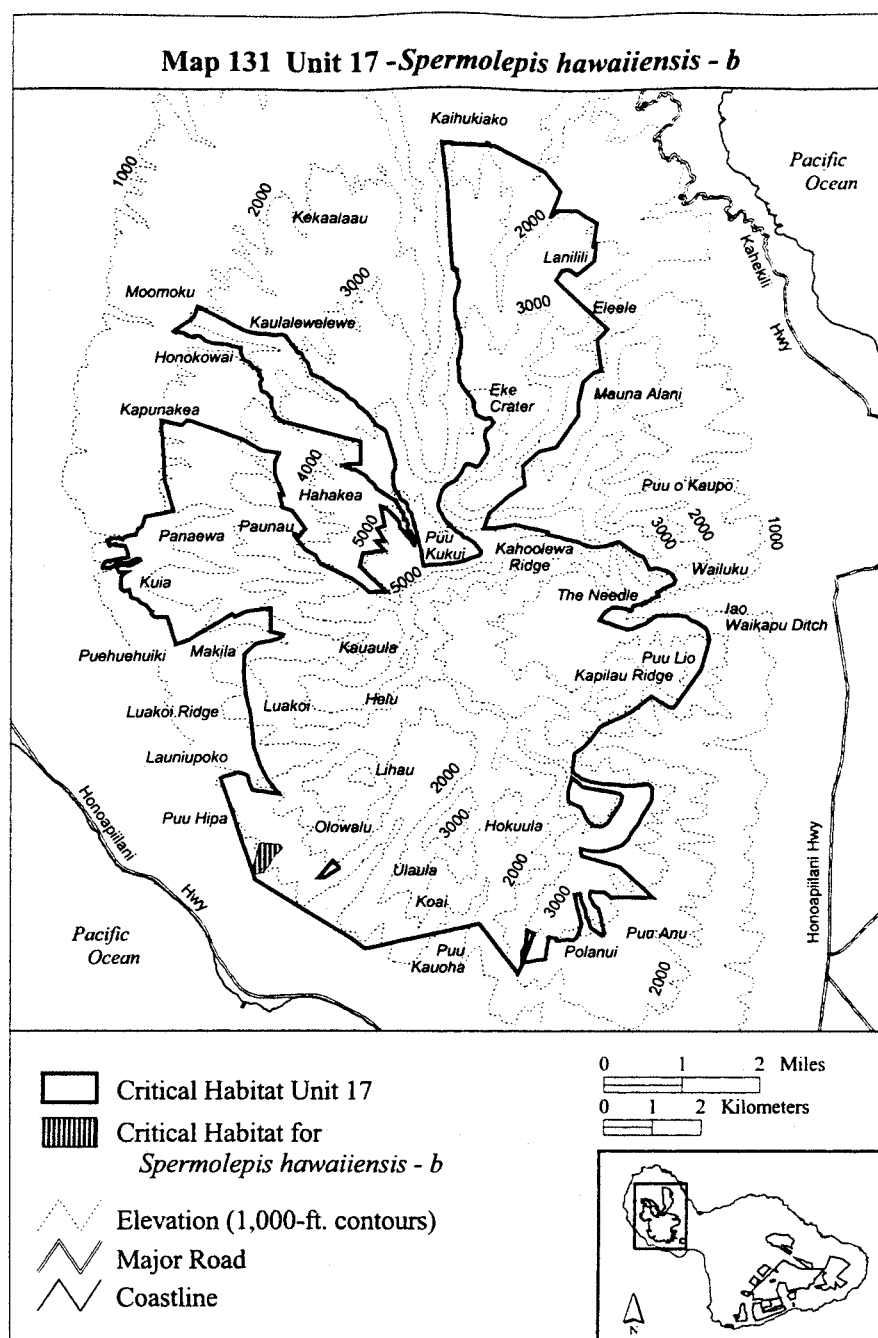 Map 131 Unit 17 -Spermolepis hawaiiensis - b
Kaihukiako
Pacific
Ocean
1000
2000
Kekaalaau
2000
Lanilili
Kahekili
Hwy
3000
Moomoku
Kaulalewelewe
3000
Eleele
Honokowai
Kapunakea
Eke
Crater
Mauna Alani
4000
Hahakea
Puu o Kaupo
Panaewa
Paunau
5000
Puu
Kukui
Kahoolewa
Ridge
3000
2000
1000
Wailuku
Kuia
5000
The Needle
Iao
Waikapu Ditch
Puehuehuiki
Makila
Kauaula
Puu Lio
Kapilau Ridge
Luakoi Ridge
Luakoi
Helu
Launiupoko
Lihau
2000
Puu Hipa
Olowalu
3000
Hokuula
Honoapiilani
Hwy
Ulaula
2000
Koai
3000
Honoapiilani Hwy
Pacific
Ocean
Puu
Kauoha
Polanui
Puu Anu
2000
Critical Habitat Unit 17
Critical Habitat for
Spermolepis hawaiiensis - b
Elevation (1,000-ft. contours)
Major Road
Coastline
0 1 2 Miles
0 1 2 Kilometers
N